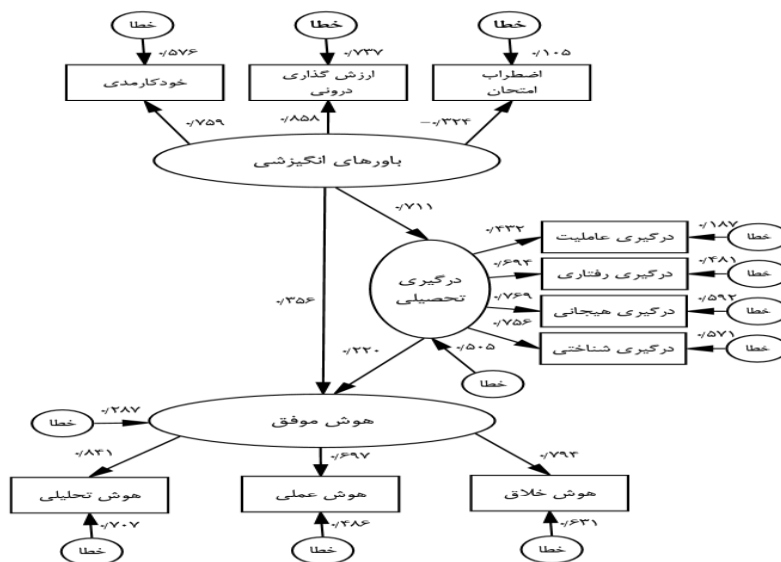 خطا
خطا
خطا
۰/۵۷۶
۰/۷۳۷
۰/۱۰۵
خودکارمدی
ارزش گذاری
درونی
اضطراب
امتحان
۰/۷۵۹
۰/۸۵۸
-۰/۳۲۴
باورهای انگیزشی
۰/۷۱۱
۰/۳۵۶
درگیری
تحصیلی
۰/۴۳۲
درگیری عاملیت
۰/۱۸۷
خطا
۰/۶۹۴
درگیری رفتاری
۰/۴۸۱
خطا
۰/۷۶۹
درگیری هیجانی
۰/۵۹۲
خطا
۰/۷۵۶
درگیری شناختی
۰/۵۷۱
خطا
۰/۲۲۰
۰/۵۰۵
خطا
خطا
۰/۲۸۷
هوش موفق
۰/۸۴۱
۰/۶۹۷
۰/۷۹۴
هوش تحلیلی
هوش عملی
هوش خلاق
۰/۷۰۷
۰/۴۸۶
۰/۶۳۱
خطا
خطا
خطا